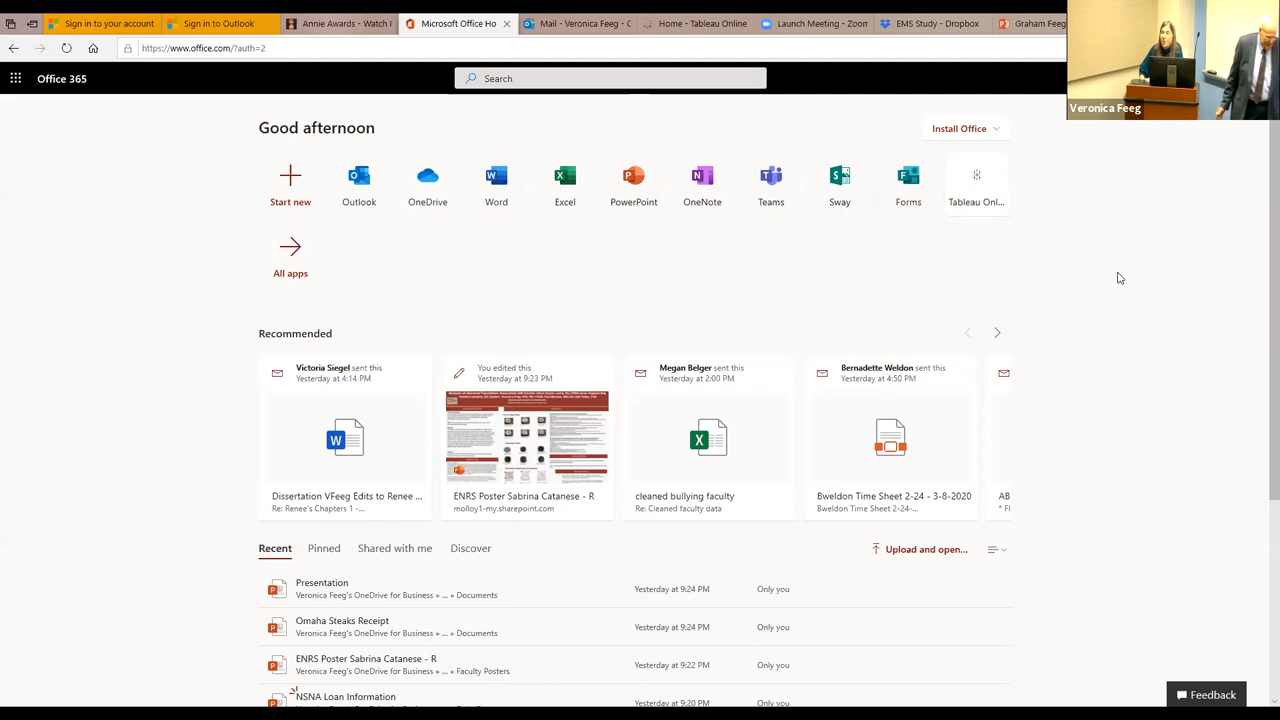 Sign in to your account
Sign in to Outlook
Annie Awards - Watch
Microsoft Office Ho
Mail - Veronica Feeg - C
Home - Tableau Online
Launch Meeting - Zoom
EMS Study - Dropbox
Graham Feeg
https://www.office.com/?auth=2
Office 365
Search
Veronica Feeg
Good afternoon
Install Office
Start new
Outlook
OneDrive
Word
Excel
PowerPoint
OneNote
Teams
Sway
Forms
Tableau Onl...
All apps
Recommended
Victoria Siegel sent this
Yesterday at 4:14 PM
Dissertation VFeeg Edits to Renee ...
Re: Renee's Chapters 1 -...
You edited this
Yesterday at 9:23 PM
ENRS Poster Sabrina Catanese - R
molloy1-my.sharepoint.com
Megan Belger sent this
Yesterday at 2:00 PM
cleaned bullying faculty
Re: Cleaned faculty data
Bernadette Weldon sent this
Yesterday at 4:50 PM
Bweldon Time Sheet 2-24 - 3-8-2020
Bweldon Time Sheet 2-24-...
Recent
Pinned
Shared with me
Discover
Upload and open...
Presentation
Veronica Feeg's OneDrive for Business » ... » Documents
Yesterday at 9:24 PM
Only you
Omaha Steaks Receipt
Veronica Feeg's OneDrive for Business » ... » Documents
Yesterday at 9:24 PM
Only you
ENRS Poster Sabrina Catanese - R
Veronica Feeg's OneDrive for Business » ... » Faculty Posters
Yesterday at 9:22 PM
Only you
NSNA Loan Information
Yesterday at 9:20 PM
Only you
Feedback